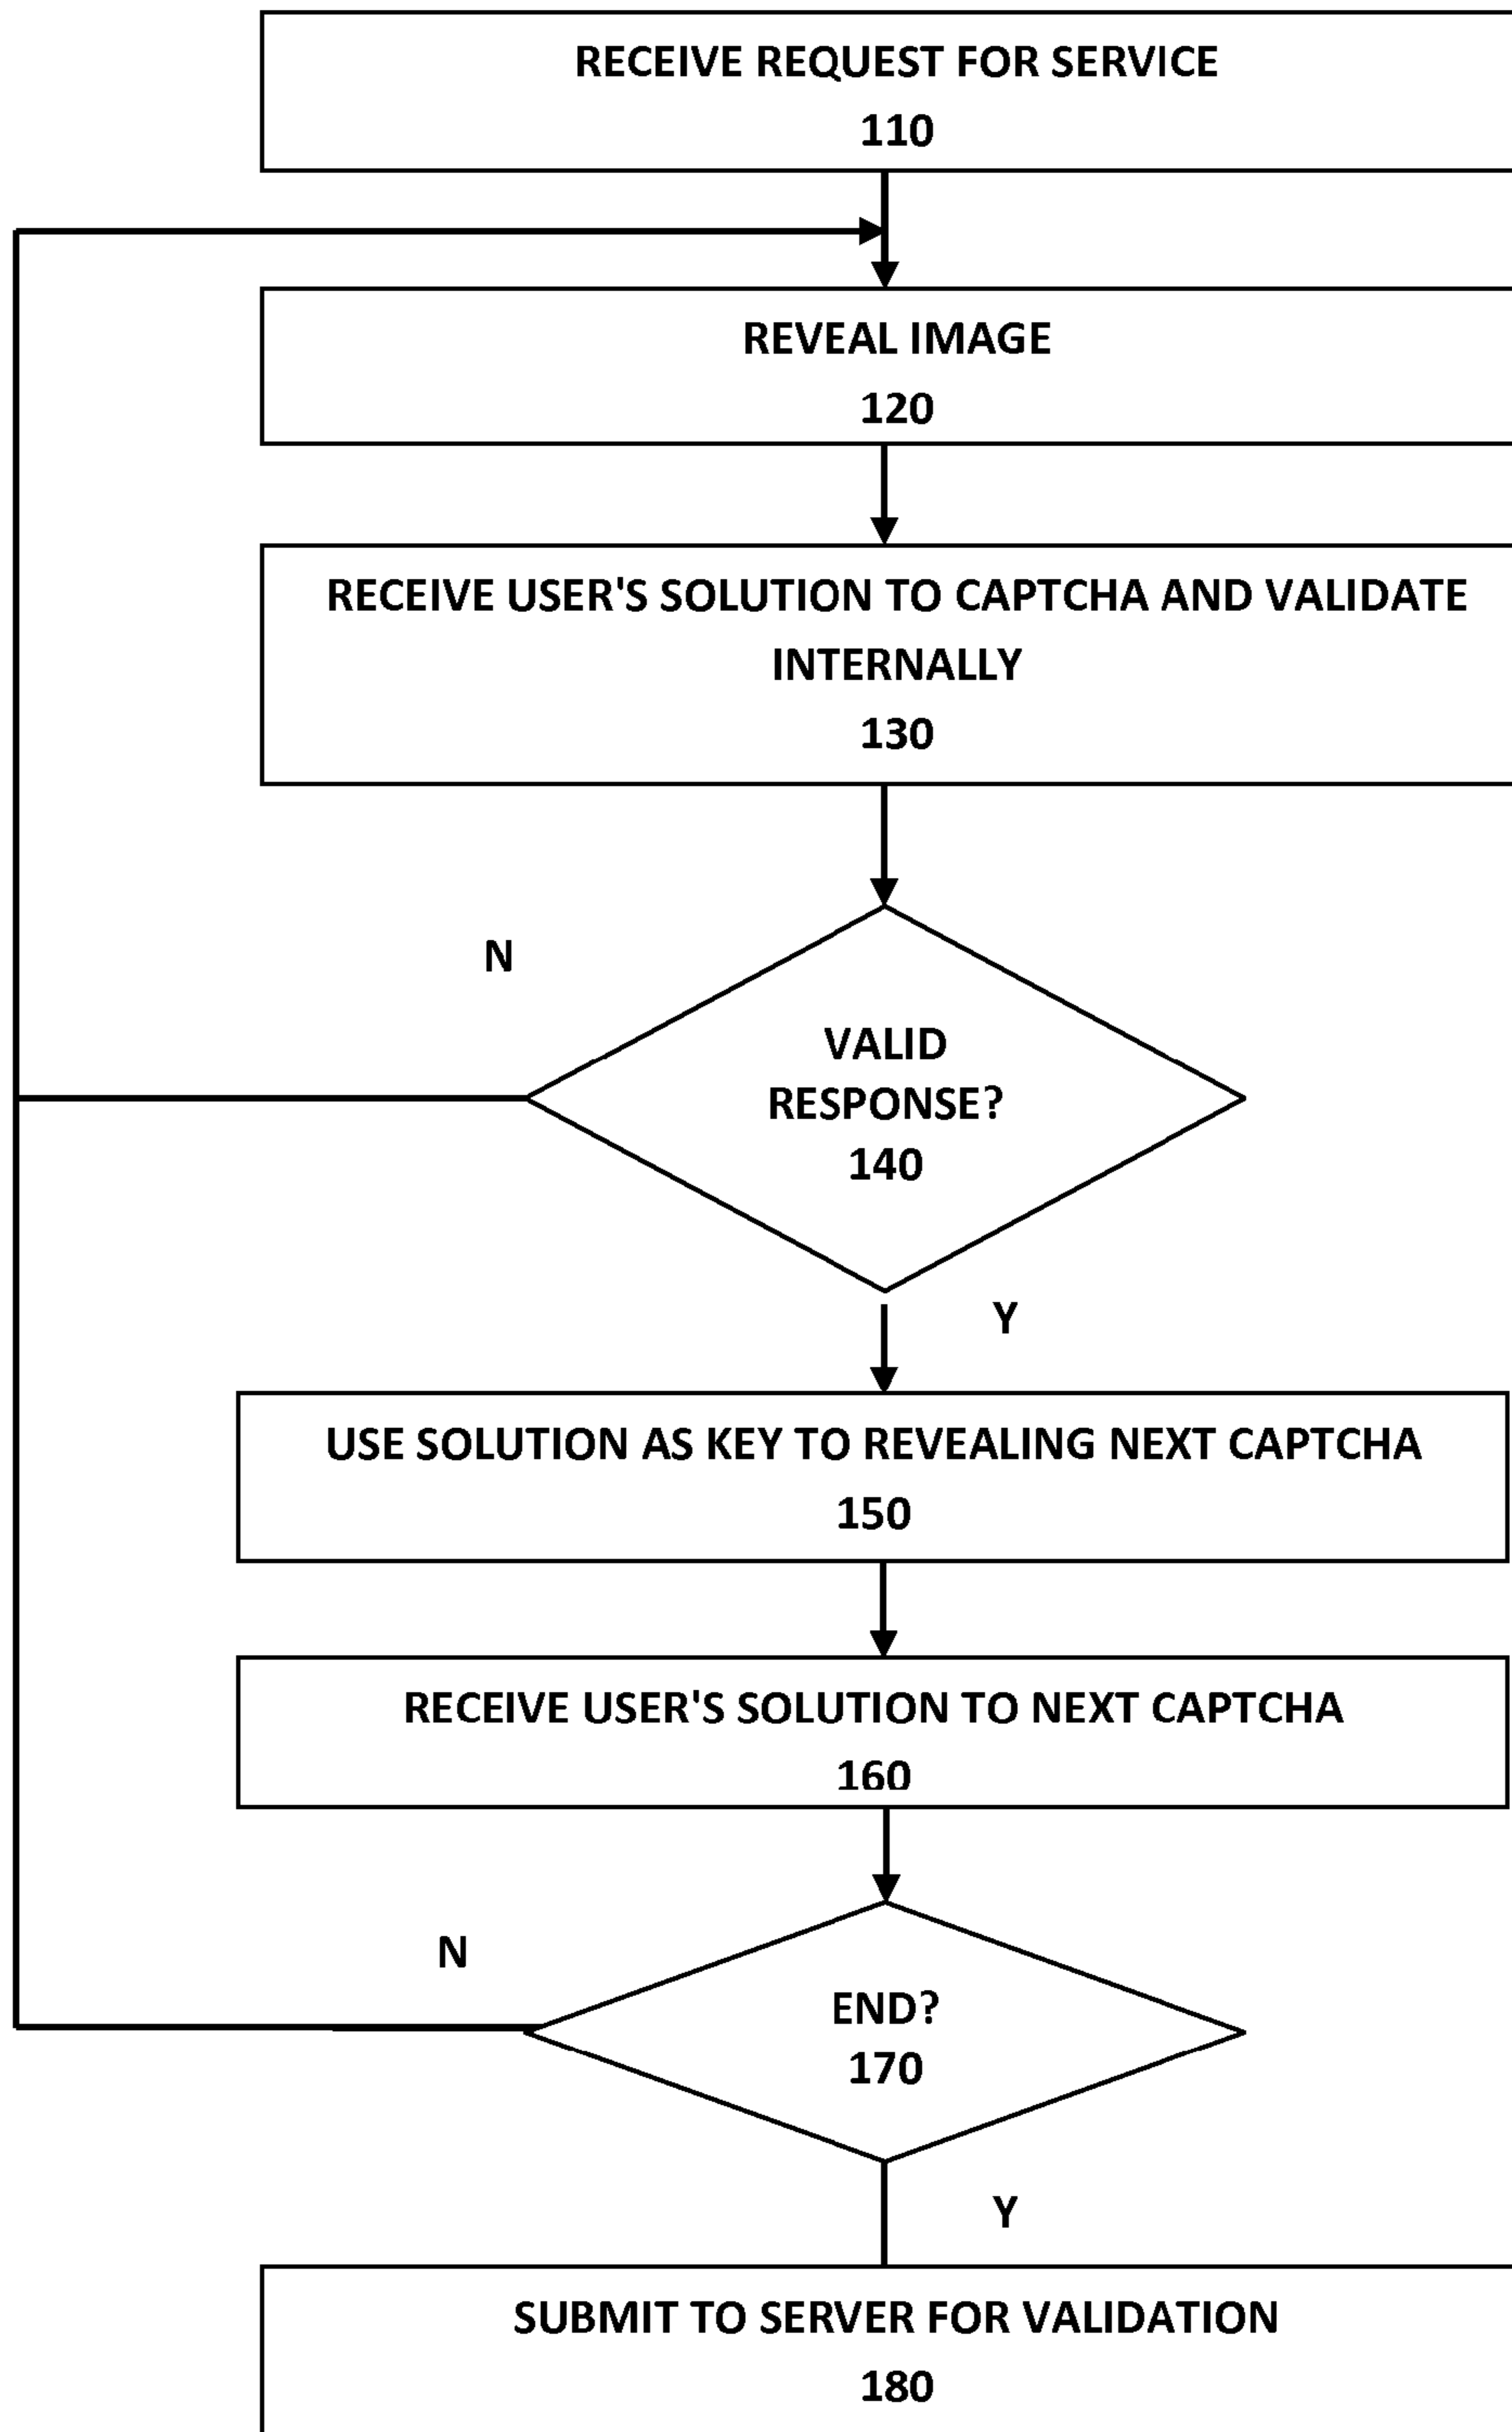 RECEIVE REQUEST FOR SERVICE
110
REVEAL IMAGE
120
RECEIVE USER'S SOLUTION TO CAPTCHA AND VALIDATE
INTERNALLY
130
N
VALID
RESPONSE?
140
Y
USE SOLUTION AS KEY TO REVEALING NEXT CAPTCHA
150
RECEIVE USER'S SOLUTION TO NEXT CAPTCHA
160
N
END?
170
Y
SUBMIT TO SERVER FOR VALIDATION
180